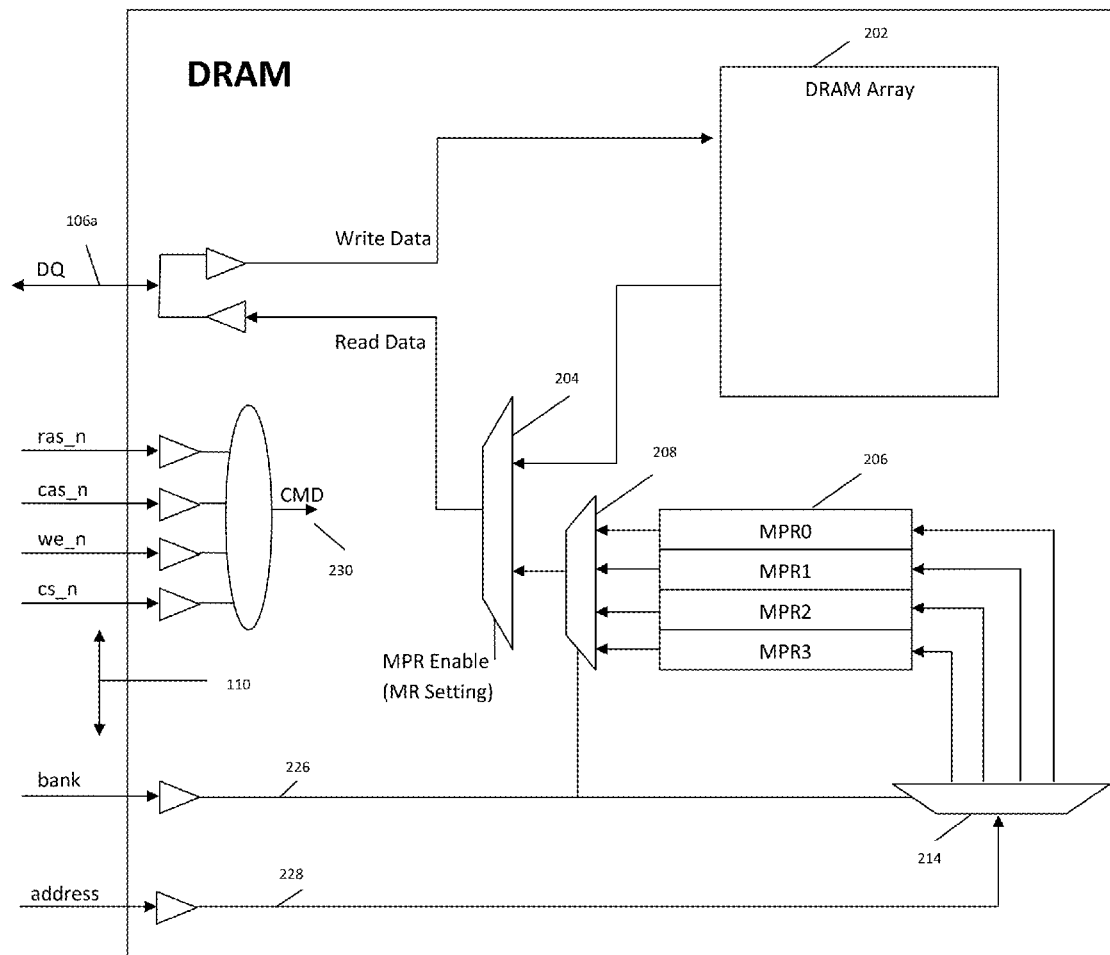 202
DRAM
DRAM Array
106a
Write Data
DQ
Read Data
204
ras_n
208
206
cas_n
CMD
MPR0
we_n
230
MPR1
cs_n
MPR2
MPR3
MPR Enable
(MR Setting)
110
bank
226
214
address
228